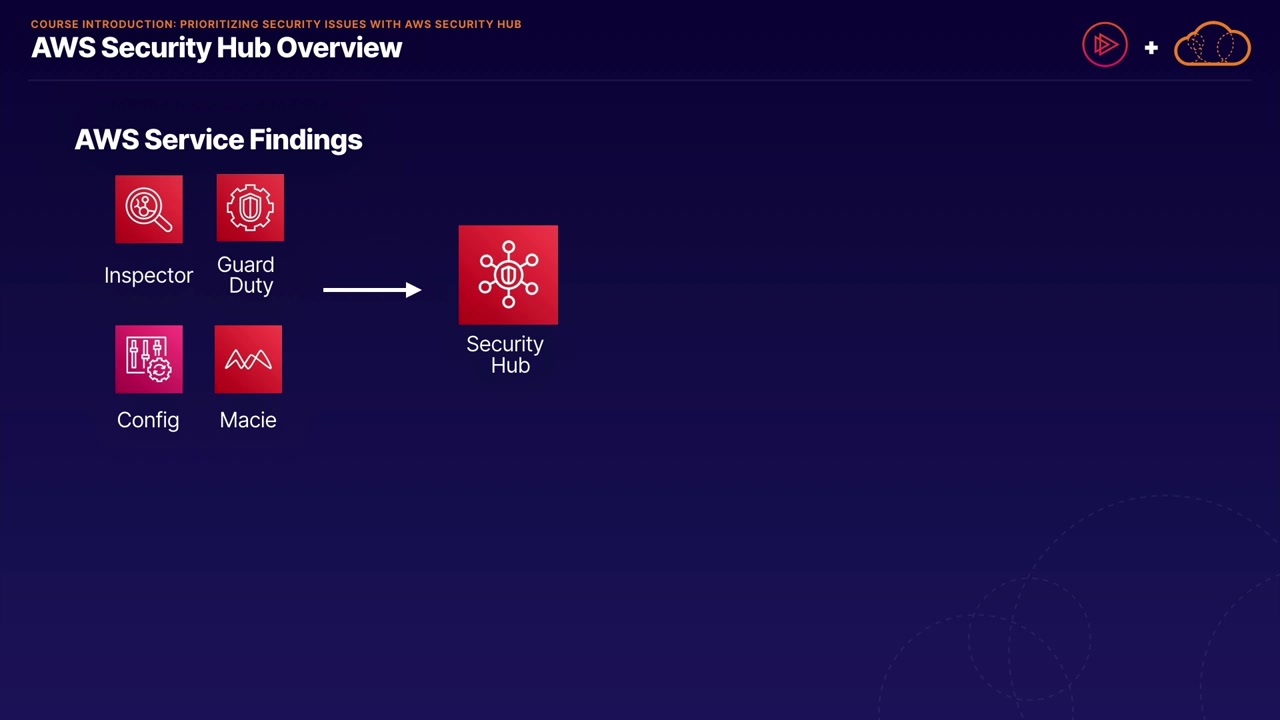 COURSE INTRODUCTION: PRIORITIZING SECURITY ISSUES WITH AWS SECURITY HUB
AWS Security Hub Overview
AWS Service Findings
Inspector
Guard
Duty
Config
Macie
Security
Hub